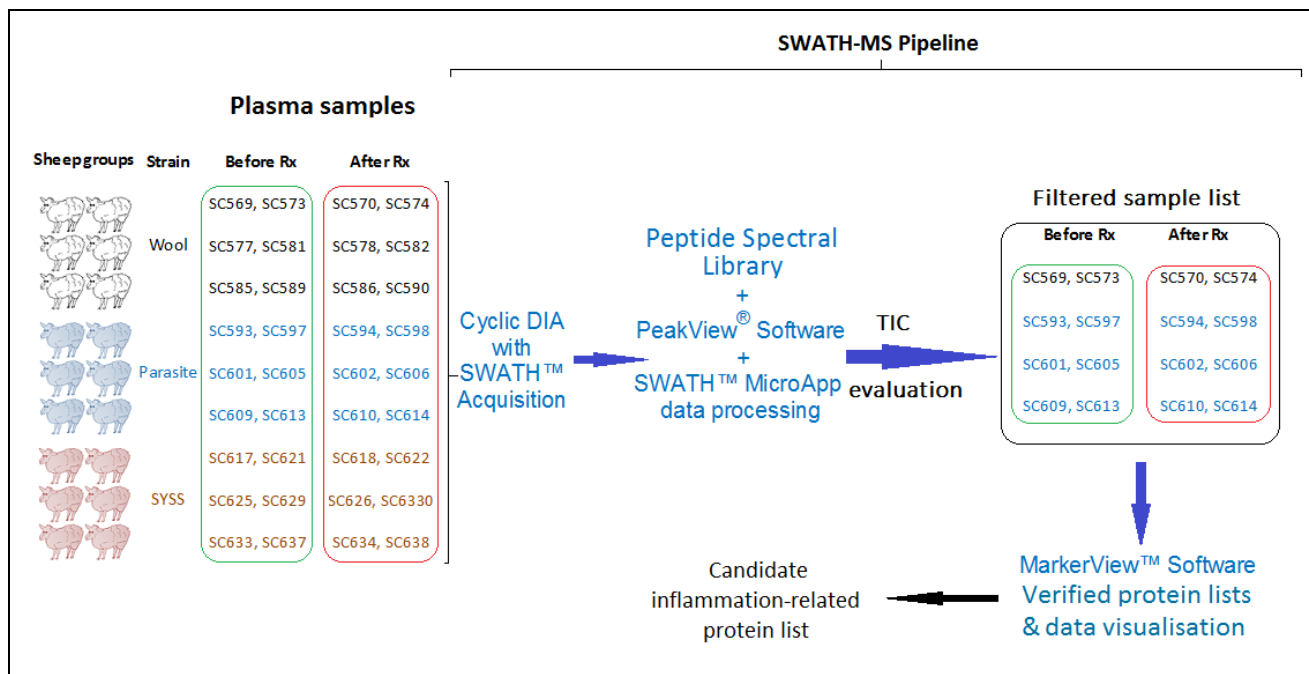 SWATH-MS Pipeline
Plasma samples
Sheep groups Strain Before Rx After Rx
SC569, SC573 SC570, SC574
Wool SC577, SC581 SC578, SC582
SC585, SC589 SC586, SC590
SC593, SC597 SC594, SC598
Parasite SC601, SC605 SC602, SC606
SC609, SC613 SC610, SC614
SC617, SC621 SC618, SC622
SYSS SC625, SC629 SC626, SC6330
SC633, SC637 SC634, SC638
Cyclic DIA
with
SWATH™
Acquisition
Peptide Spectral
Library
+
PeakView® Software
+
SWATH™ MicroApp
data processing
TIC
evaluation
Filtered sample list
Before Rx After Rx
SC569, SC573 SC570, SC574
SC593, SC597 SC594, SC598
SC601, SC605 SC602, SC606
SC609, SC613 SC610, SC614
MarkerView™ Software
Verified protein lists
& data visualisation
Candidate
inflammation-related
protein list